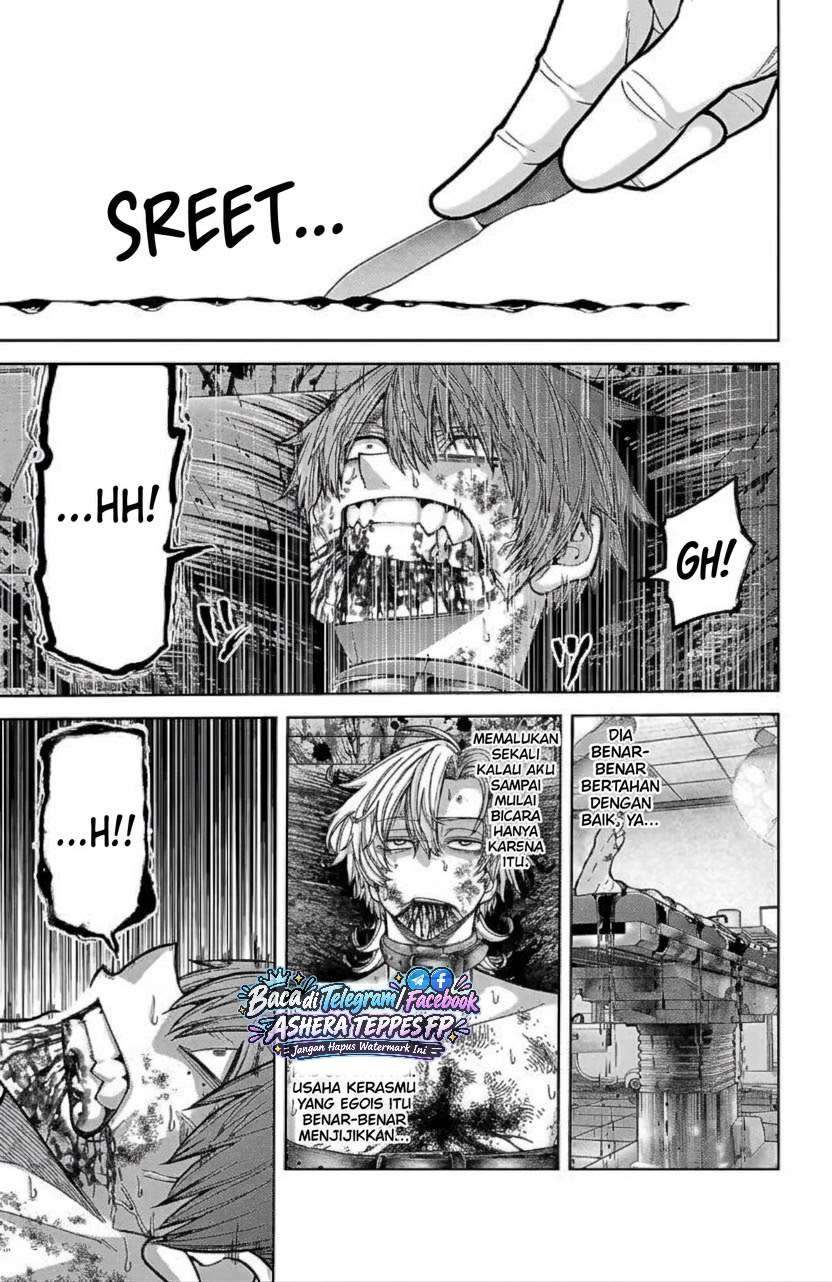 SREET...
GH!
...HH!
ツ
ツ
DIA
BENAR-
BENAR
BERTAHAN
DENGAN
BAIK, YA...
MEMALUKAN
SEKALI
KALAU AKU
SAMPAI
MULAI
BICARA
HANYA
KARENA
ITU.
USAHA KERASMU
YANG EGOIS ITU
BENAR-BENAR
MENJIJIKKAN...
...H!!
Baca di Telegram/Facebook
ASHERA TEPPES FP
Jangan Hapus Watermark Ini